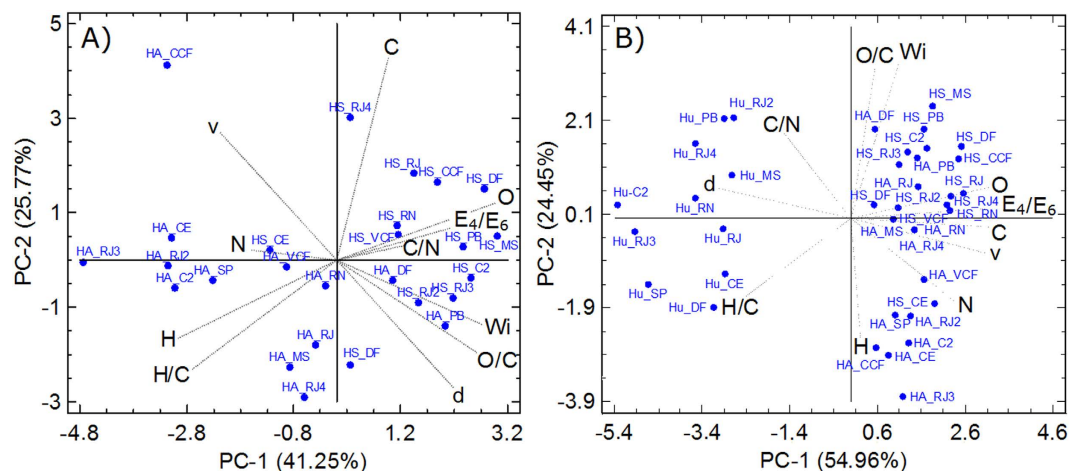 A)
5
3
1
-1
-3
-4.8 -2.8 -0.8 1.2 3.2
PC-1 (41.25%)
PC-2 (25.77%)
HA_CCF
C
v
HS_RJ4
HS_RJ
HS_CCF
HS_DF
O
HS_RN
E4/E6
HS_VCF
C/N
HS_PB
HS_MS
HA_CE
N
HS_CE
HA_RJ3
HA_RJ2
HA_VCF
HA_C2
HA_SP
HA_RN
HA_DF
HS_C2
HS_RJ2
HS_RJ3
HA_PB
Wi
H
HA_RJ
HS_DF
O/C
H/C
HA_MS
HA_RJ4
d
B)
4.1
2.1
0.1
-1.9
-3.9
-5.4 -3.4 -1.4 0.6 2.6 4.6
PC-1 (54.96%)
PC-2 (24.45%)
O/C
Wi
HS_MS
Hu_RJ2
Hu_PB
C/N
HA_DF
HS_PB
Hu_RJ4
HS_C2
HS_DF
HS_RJ3
HA_PB
HS_CCF
Hu_MS
d
HA_RJ
HS_RJ
O
Hu-C2
Hu_RN
HS_DF
HS_RJ2
HS_RJ4
E4/E6
HS_VCF
HS_RN
C
Hu_RJ3
Hu_RJ
HA_MS
HA_RN
HA_RJ4
v
Hu_SP
Hu_CE
HA_VCF
Hu_DF
H/C
HS_CE
N
HA_SP
HA_RJ2
H
HA_C2
HA_CCF
HA_CE
HA_RJ3